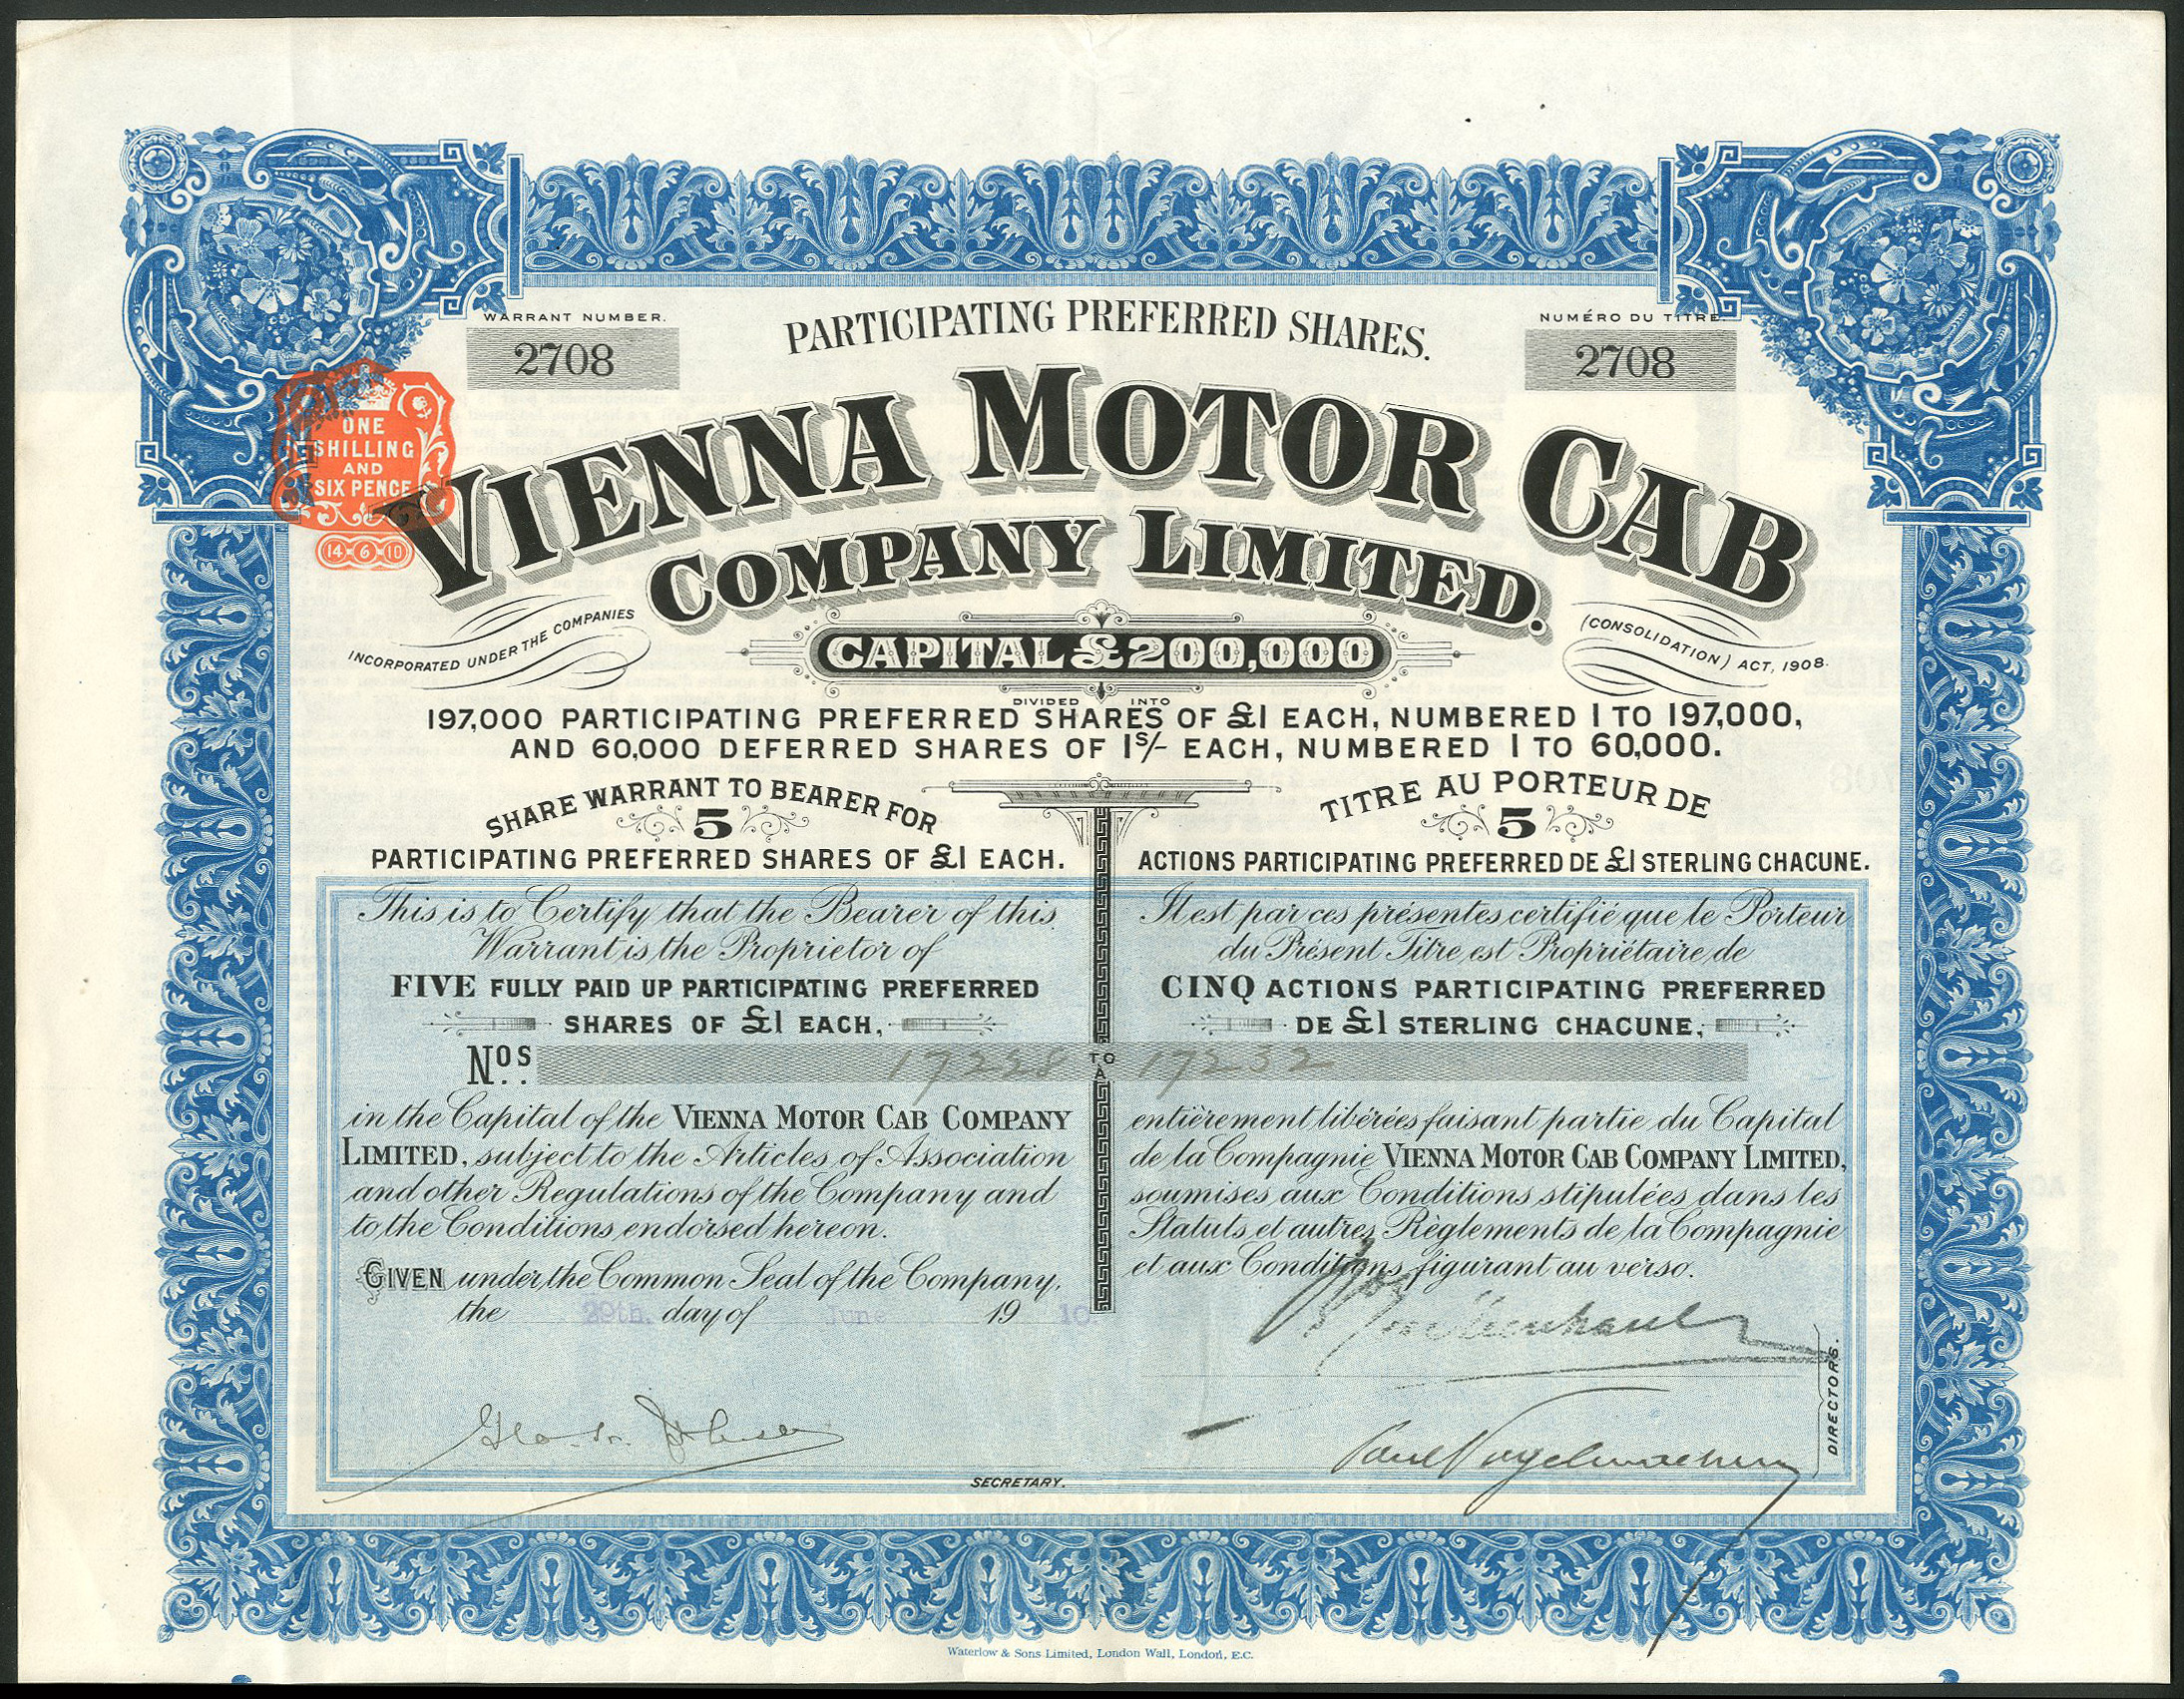 PARTICIPATING PREFERRED SHARES.
WARRANT NUMBER.
2708
NUMÉRO DU TITRE.
2708
ONE
SHILLING
AND
SIX PENCE
14·6·10
VIENNA MOTOR CAB
COMPANY LIMITED.
INCORPORATED UNDER THE COMPANIES
(CONSOLIDATION) ACT, 1908.
CAPITAL £200,000
DIVIDED INTO
197,000 PARTICIPATING PREFERRED SHARES OF £1 EACH, NUMBERED 1 TO 197,000,
AND 60,000 DEFERRED SHARES OF 1S/- EACH, NUMBERED 1 TO 60,000.
SHARE WARRANT TO BEARER FOR
5
PARTICIPATING PREFERRED SHARES OF £1 EACH.
This is to Certify that the Bearer of this
Warrant is the Proprietor of
FIVE FULLY PAID UP PARTICIPATING PREFERRED
SHARES OF £1 EACH,
TITRE AU PORTEUR DE
5
ACTIONS PARTICIPATING PREFERRED DE £1 STERLING CHACUNE.
Il est par ces présentes certifié que le Porteur
du Présent Titre est Propriétaire de
CINQ ACTIONS PARTICIPATING PREFERRED
DE £1 STERLING CHACUNE,
Nos. 17228 TO A 17232
in the Capital of the VIENNA MOTOR CAB COMPANY
LIMITED, subject to the Articles of Association
and other Regulations of the Company and
to the Conditions endorsed hereon.
GIVEN under the Common Seal of the Company,
the 29th. day of June 19 10.
entièrement libérées faisant partie du Capital
de la Compagnie VIENNA MOTOR CAB COMPANY LIMITED,
soumises aux Conditions stipulées dans les
Statuts et autres Règlements de la Compagnie
et aux Conditions figurant au verso.
DIRECTORS.
SECRETARY.
Waterlow & Sons Limited, London Wall, London, E.C.